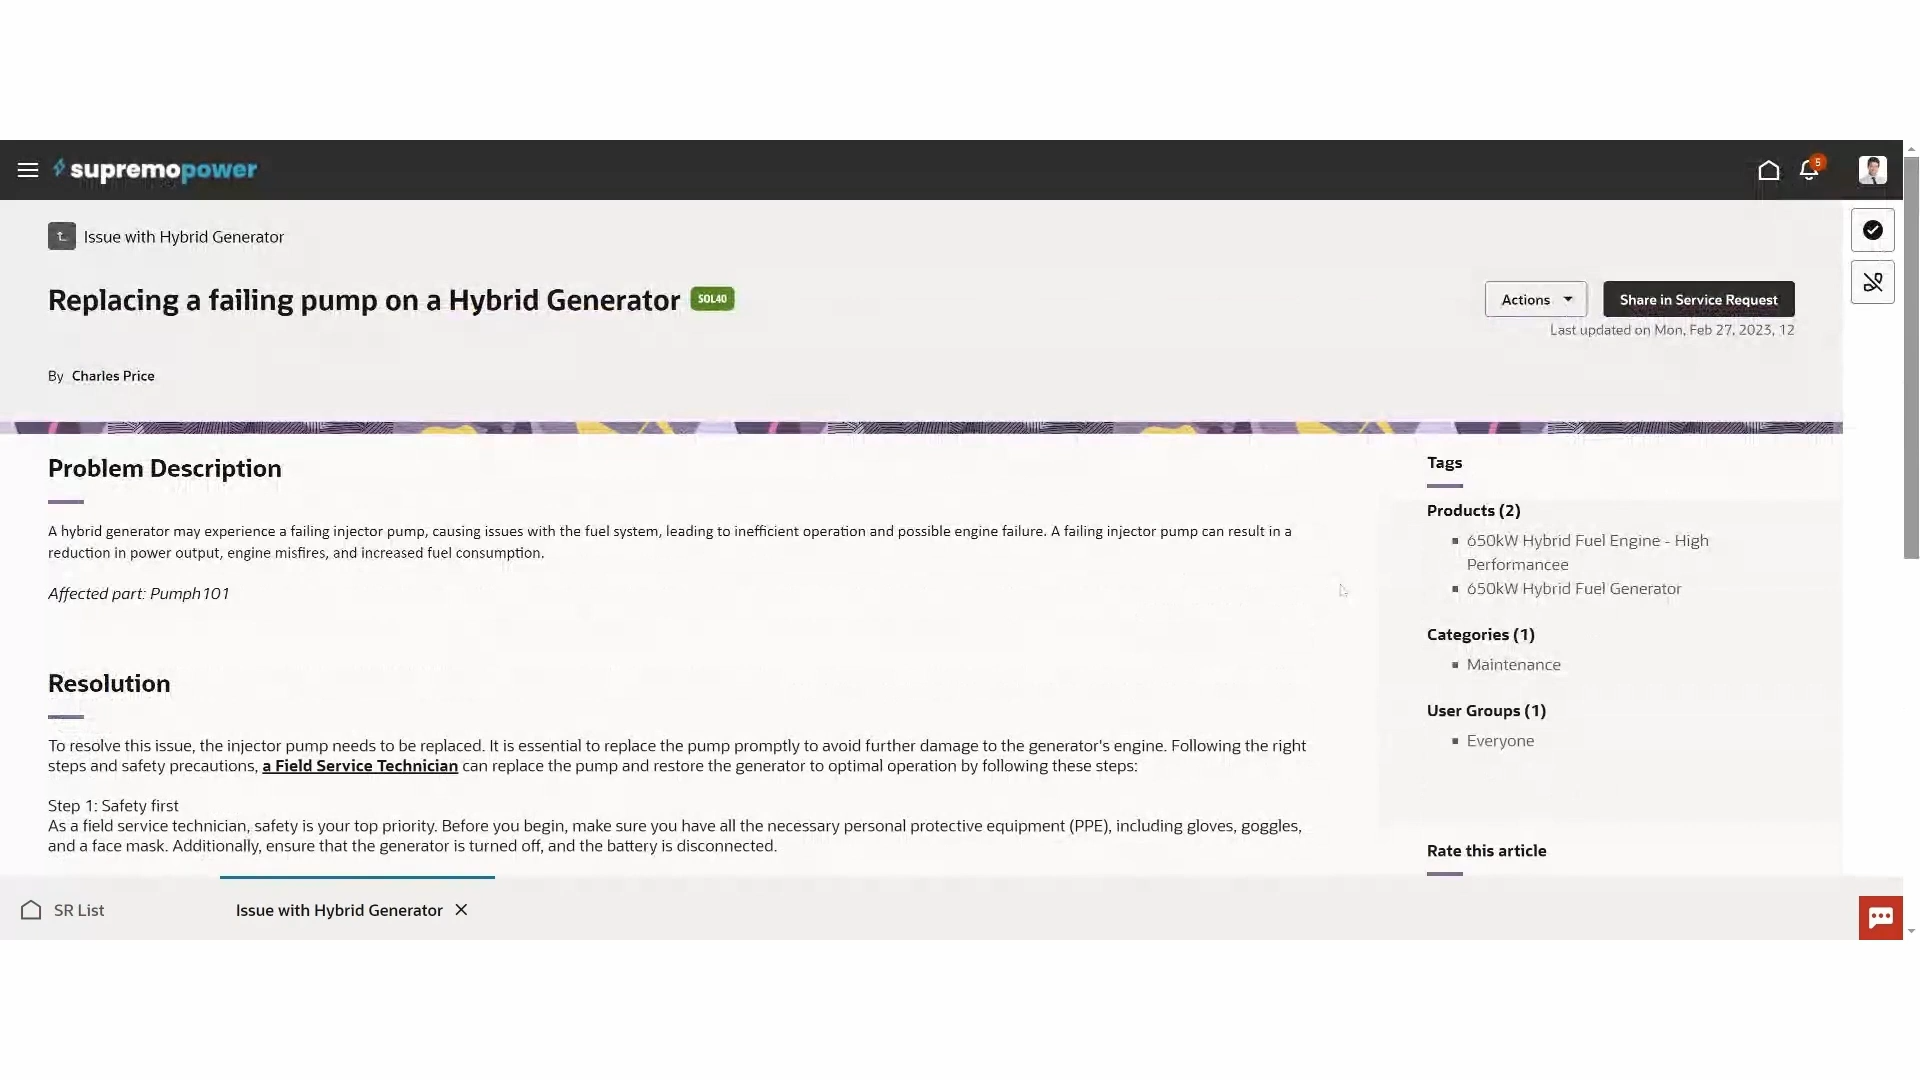 supremopower
5
Issue with Hybrid Generator
Replacing a failing pump on a Hybrid Generator SOL40
Actions
Share in Service Request
Last updated on Mon, Feb 27, 2023, 12
By Charles Price
Problem Description
A hybrid generator may experience a failing injector pump, causing issues with the fuel system, leading to inefficient operation and possible engine failure. A failing injector pump can result in a
reduction in power output, engine misfires, and increased fuel consumption.
Affected part: Pumph101
Resolution
To resolve this issue, the injector pump needs to be replaced. It is essential to replace the pump promptly to avoid further damage to the generator's engine. Following the right
steps and safety precautions, a Field Service Technician can replace the pump and restore the generator to optimal operation by following these steps:
Step 1: Safety first
As a field service technician, safety is your top priority. Before you begin, make sure you have all the necessary personal protective equipment (PPE), including gloves, goggles,
and a face mask. Additionally, ensure that the generator is turned off, and the battery is disconnected.
Tags
Products (2)
650kW Hybrid Fuel Engine - High
Performancee
650kW Hybrid Fuel Generator
Categories (1)
Maintenance
User Groups (1)
Everyone
Rate this article
SR List
Issue with Hybrid Generator